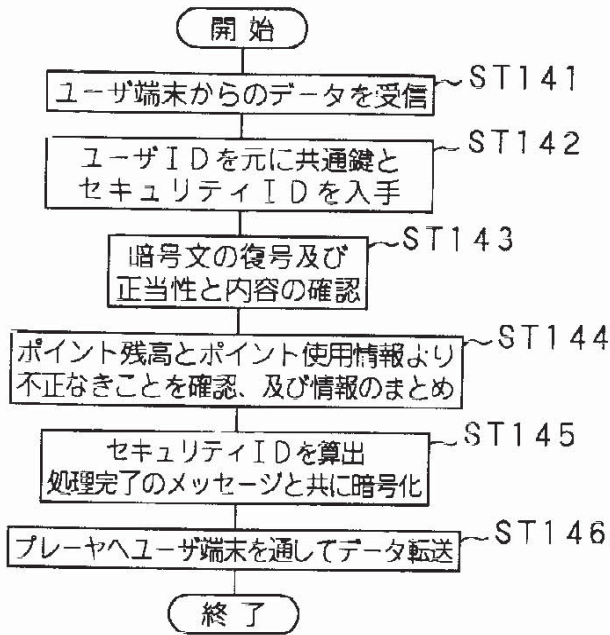 開始
ユーザ端末からのデータを受信
ST141
ユーザIDを元に共通鍵と
セキュリティIDを入手
ST142
暗号文の復号及び
正当性と内容の確認
ST143
ポイント残高とポイント使用情報より
不正なきことを確認、及び情報のまとめ
ST144
セキュリティIDを算出
処理完了のメッセージと共に暗号化
ST145
プレーヤへユーザ端末を通してデータ転送
ST146
終了